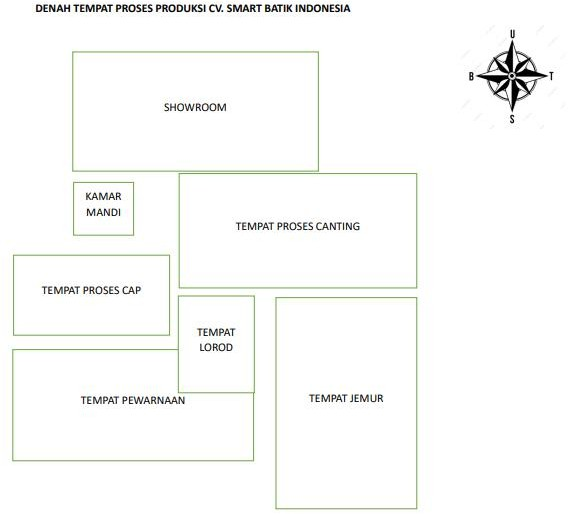 DENAH TEMPAT PROSES PRODUKSI CV. SMART BATIK INDONESIA
U
B
T
S
SHOWROOM
KAMAR
MANDI
TEMPAT PROSES CANTING
TEMPAT PROSES CAP
TEMPAT
LOROD
TEMPAT PEWARNAAN
TEMPAT JEMUR